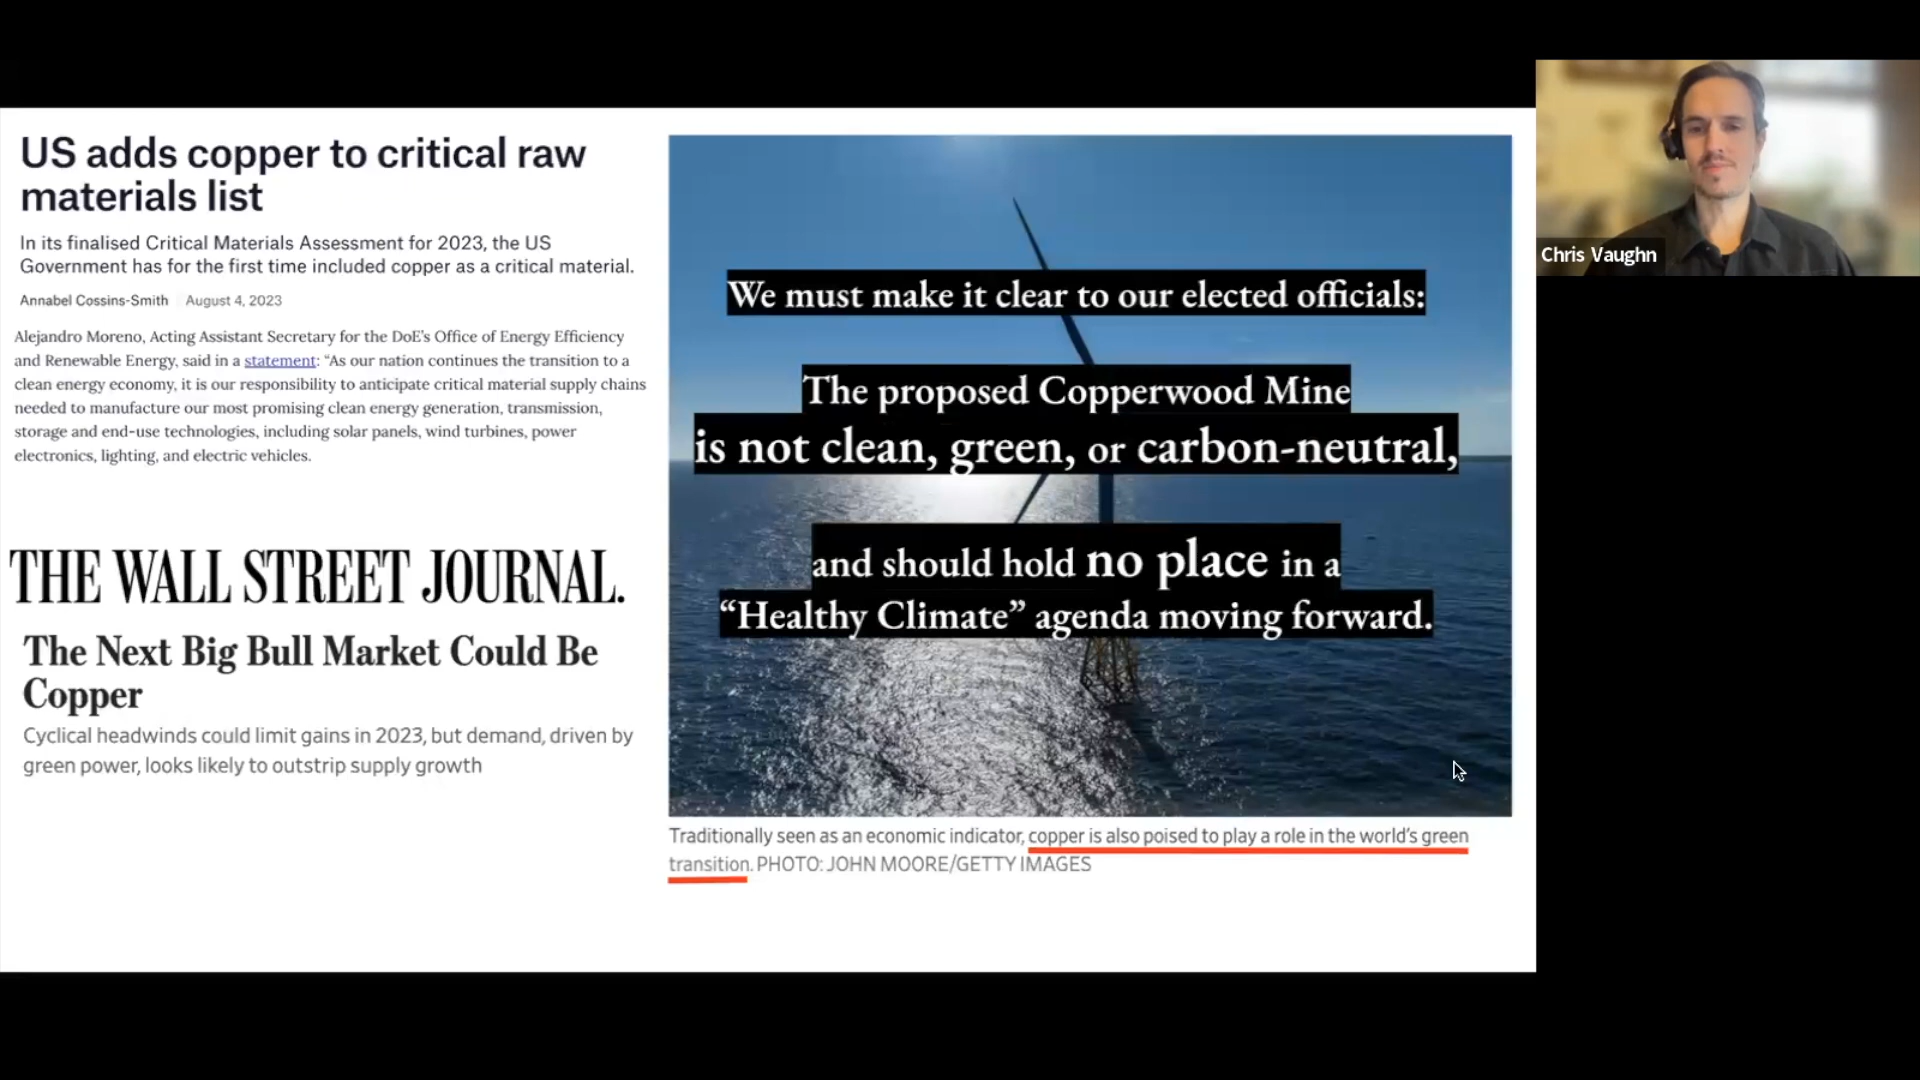 US adds copper to critical raw
materials list
In its finalised Critical Materials Assessment for 2023, the US
Government has for the first time included copper as a critical material.
Annabel Cossins-Smith August 4, 2023
Alejandro Moreno, Acting Assistant Secretary for the DoE's Office of Energy Efficiency
and Renewable Energy, said in a statement: “As our nation continues the transition to a
clean energy economy, it is our responsibility to anticipate critical material supply chains
needed to manufacture our most promising clean energy generation, transmission,
storage and end-use technologies, including solar panels, wind turbines, power
electronics, lighting, and electric vehicles.
THE WALL STREET JOURNAL.
The Next Big Bull Market Could Be
Copper
Cyclical headwinds could limit gains in 2023, but demand, driven by
green power, looks likely to outstrip supply growth
We must make it clear to our elected officials:
The proposed Copperwood Mine
is not clean, green, or carbon-neutral,
and should hold no place in a
“Healthy Climate” agenda moving forward.
Traditionally seen as an economic indicator, copper is also poised to play a role in the world's green
transition. PHOTO: JOHN MOORE/GETTY IMAGES
Chris Vaughn